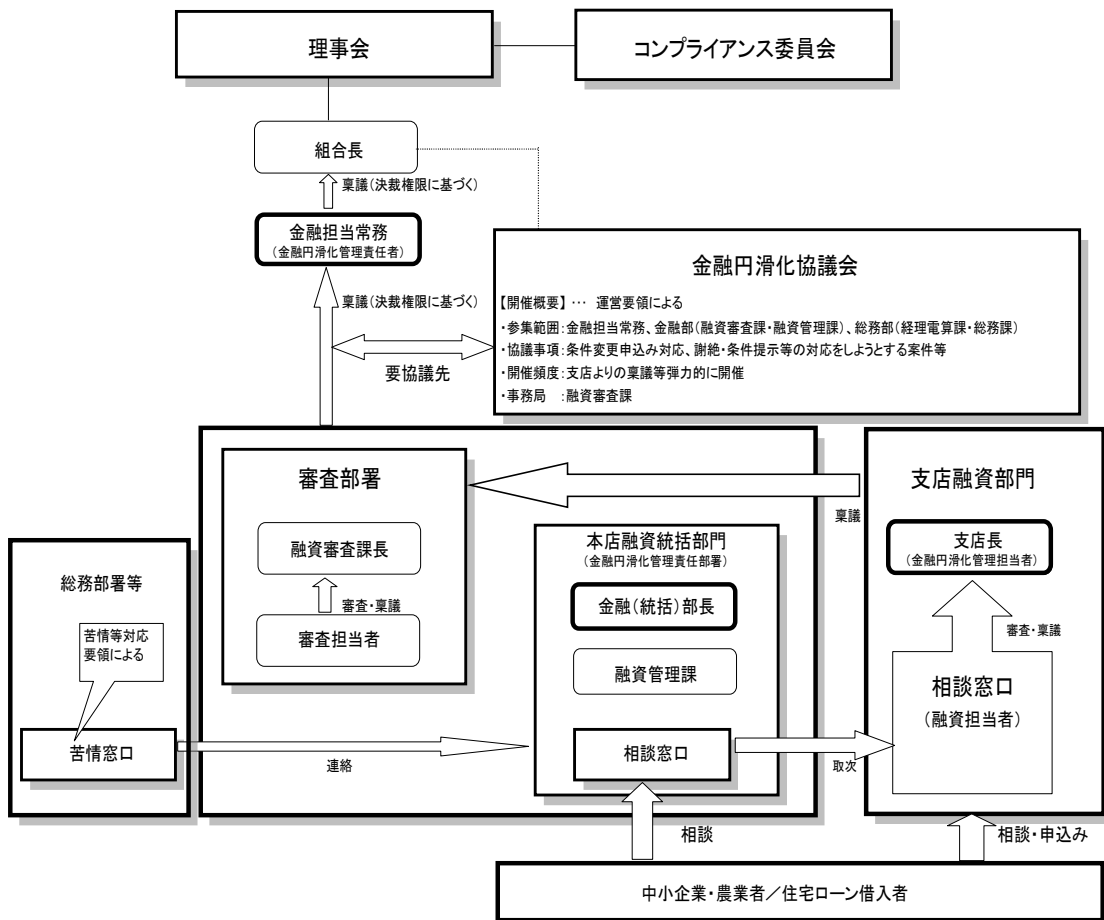 理事会
コンプライアンス委員会
組合長
稟議(決裁権限に基づく)
金融担当常務
(金融円滑化管理責任者)
稟議(決裁権限に基づく)
要協議先
金融円滑化協議会
【開催概要】 … 運営要領による
・参集範囲:金融担当常務、金融部(融資審査課・融資管理課)、総務部(経理電算課・総務課)
・協議事項:条件変更申込み対応、謝絶・条件提示等の対応をしようとする案件等
・開催頻度:支店よりの稟議等弾力的に開催
・事務局 :融資審査課
審査部署
融資審査課長
審査・稟議
審査担当者
稟議
本店融資統括部門
(金融円滑化管理責任部署)
金融(統括)部長
融資管理課
相談窓口
支店融資部門
支店長
(金融円滑化管理担当者)
審査・稟議
相談窓口
(融資担当者)
総務部署等
苦情等対応
要領による
苦情窓口
連絡
取次
相談
相談・申込み
中小企業・農業者/住宅ローン借入者